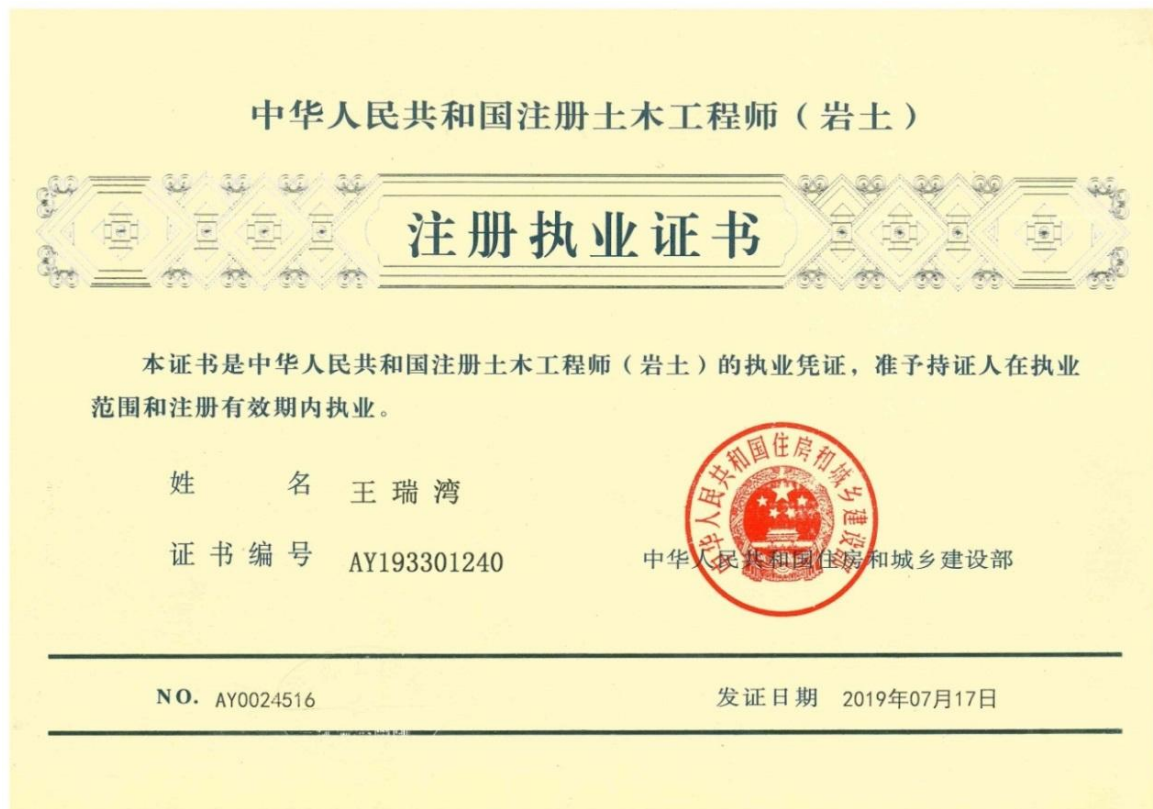 中华人民共和国注册土木工程师（岩土）
注册执业证书
本证书是中华人民共和国注册土木工程师（岩土）的执业凭证，准予持证人在执业
范围和注册有效期内执业。
姓 名 王瑞湾
证书编号 AY193301240
中华人民共和国住房和城乡建设部
中华人民共和国住房和城乡建设部
NO. AY0024516 发证日期 2019年07月17日